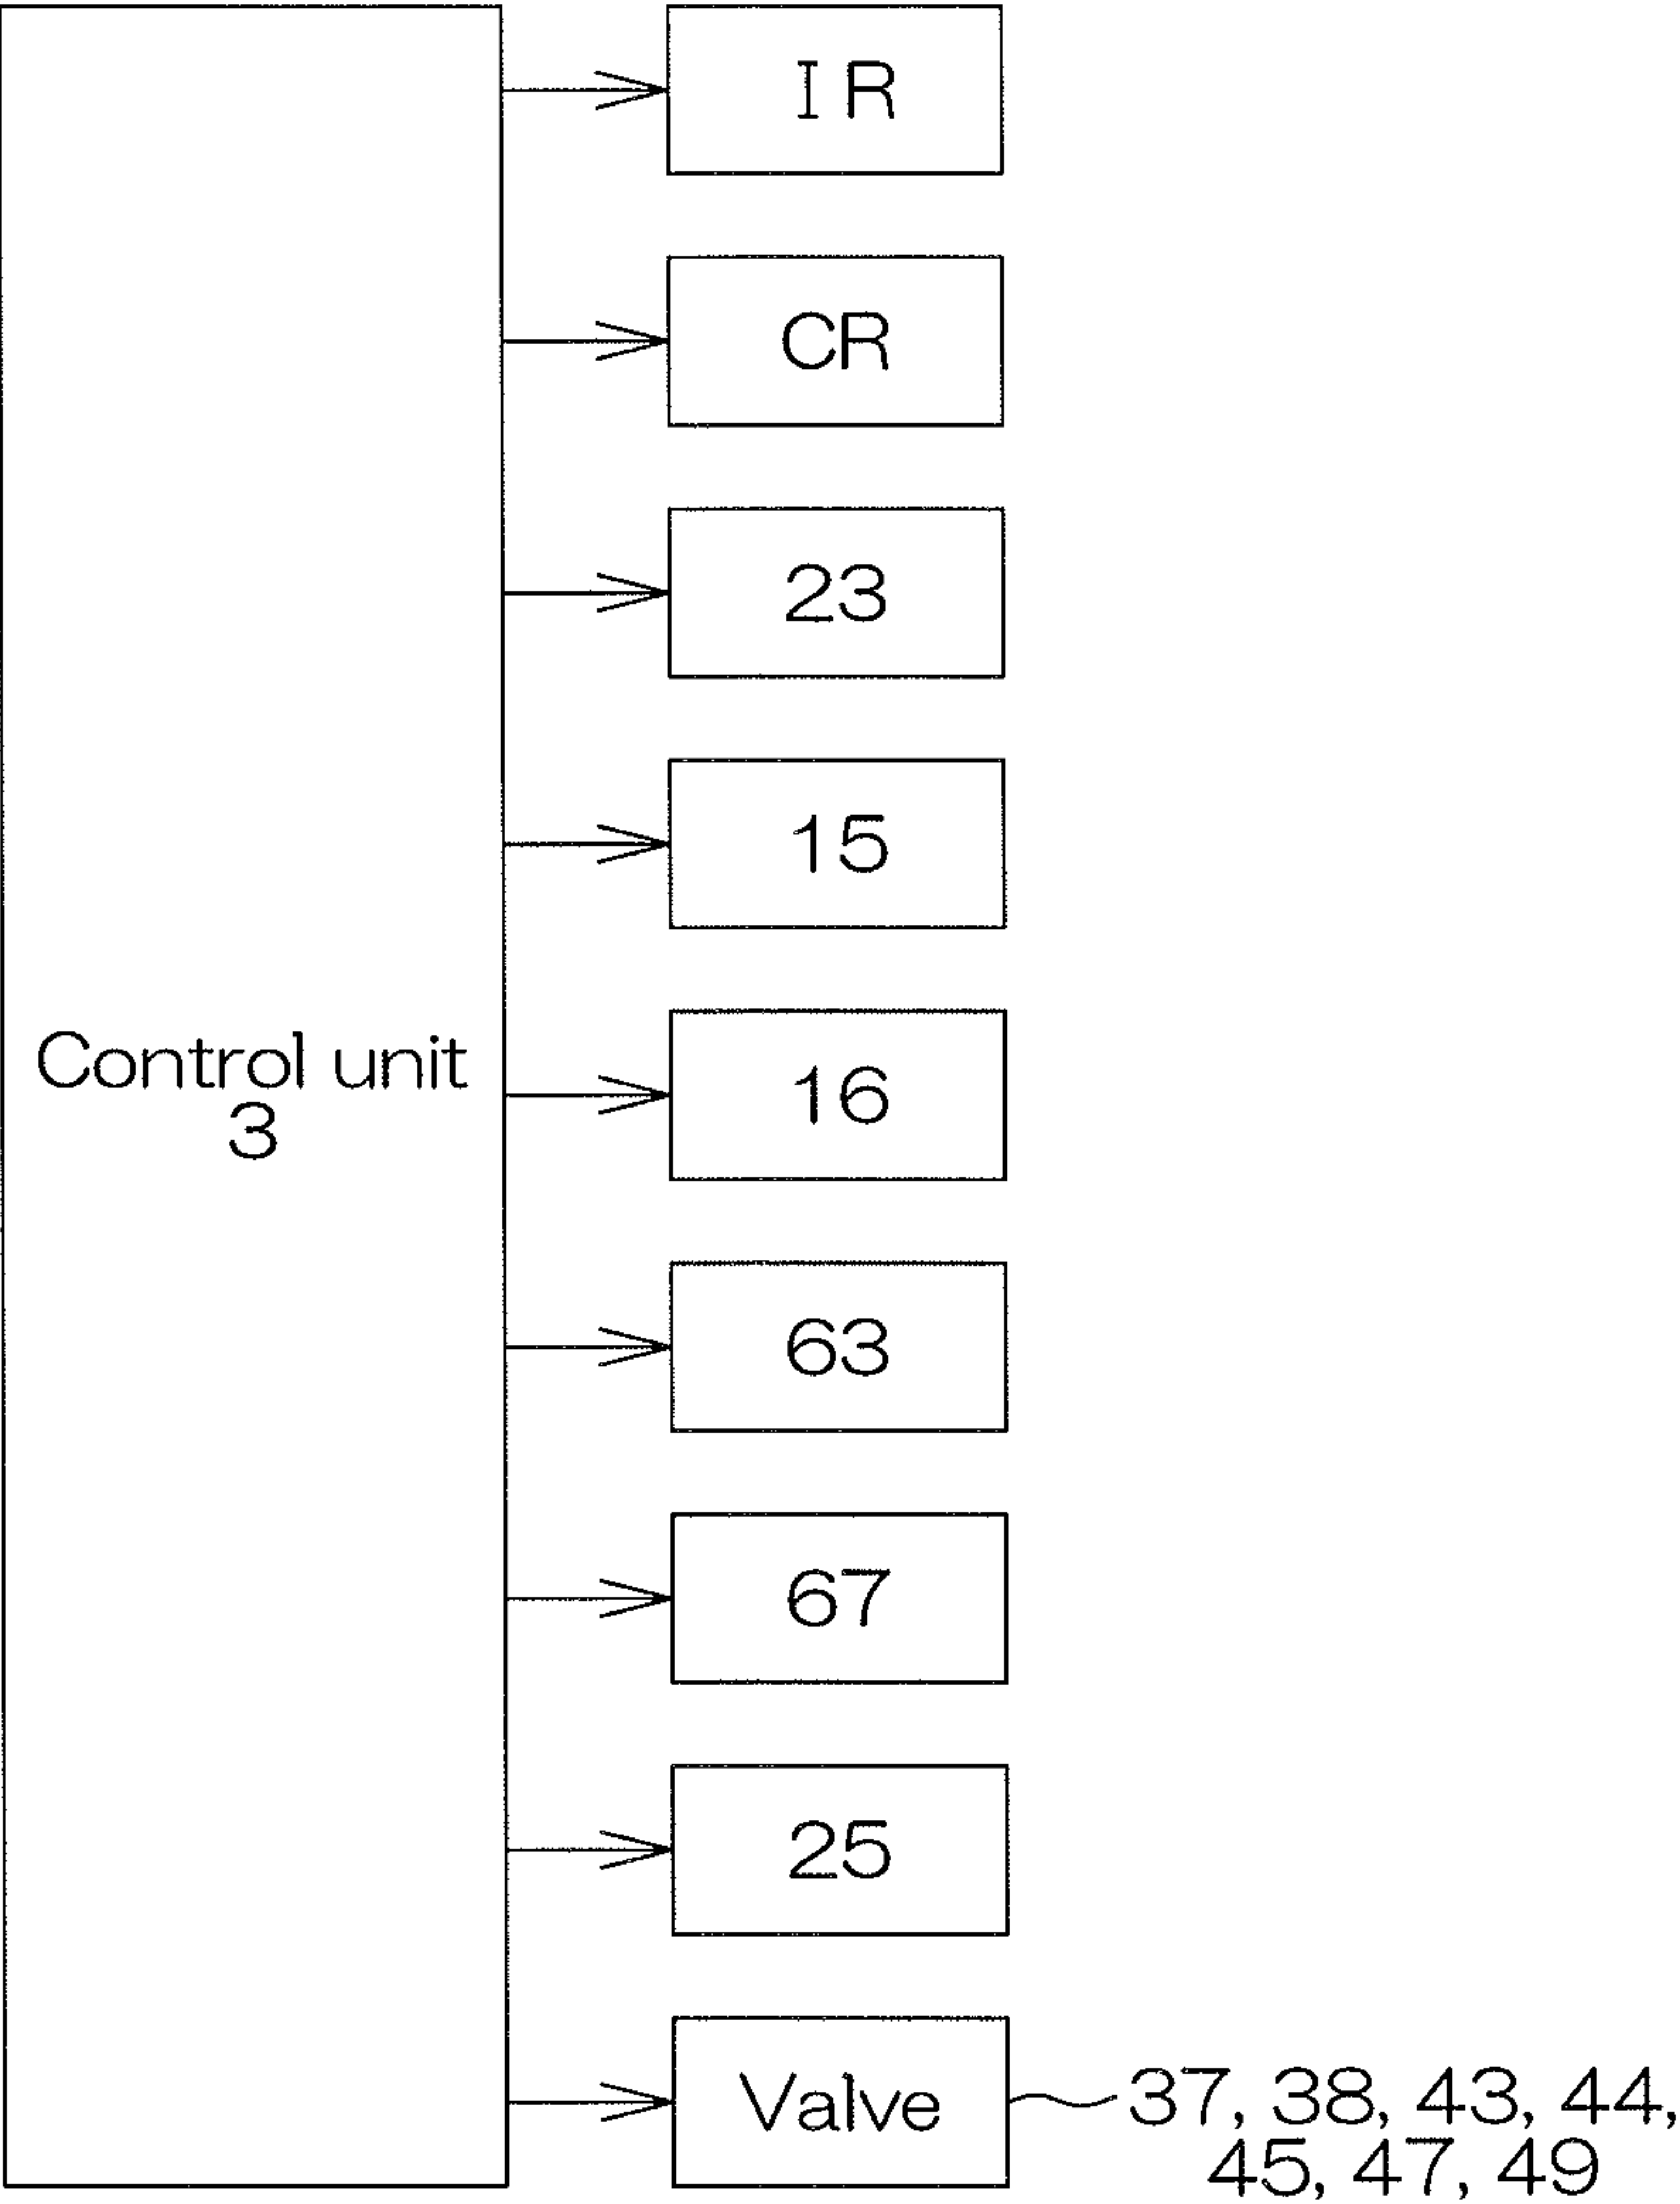 Control unit
3
IR
CR
23
15
16
63
67
25
Valve
37, 38, 43, 44,
45, 47, 49